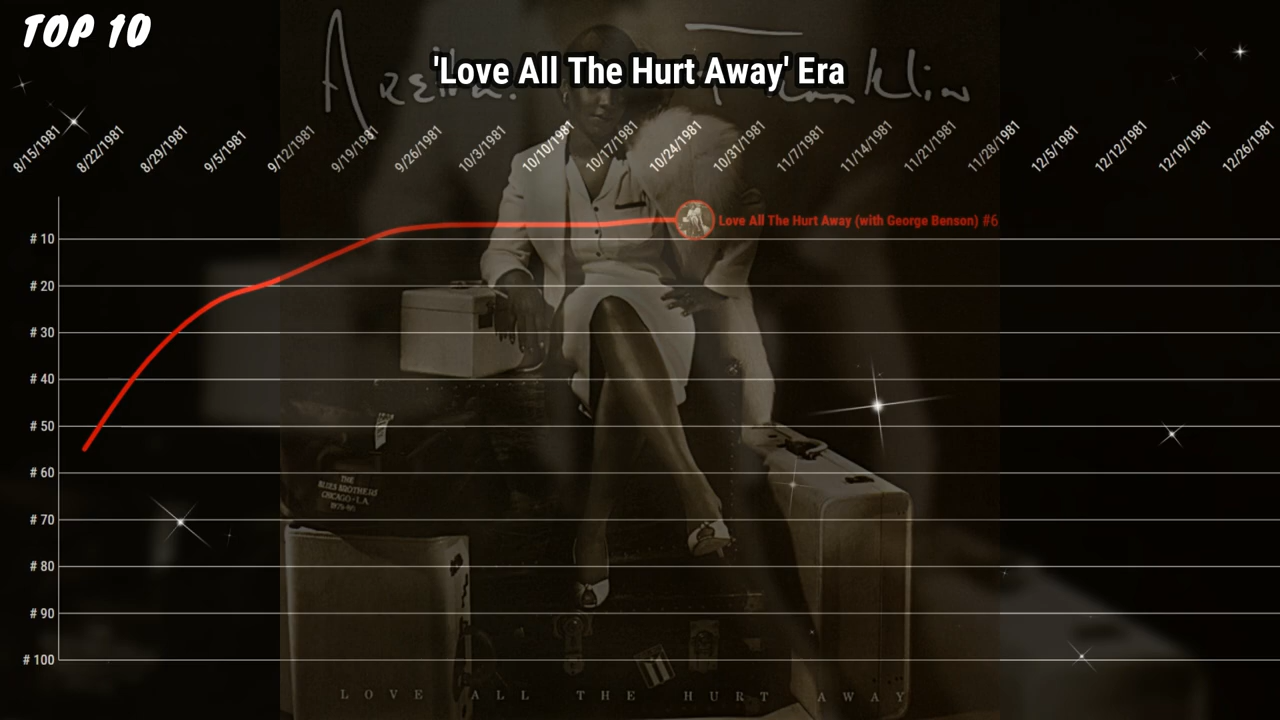 TOP 10
Aretha Franklin
'Love All The Hurt Away' Era
8/15/1981 8/22/1981 8/29/1981 9/5/1981 9/12/1981 9/19/1981 9/26/1981 10/3/1981 10/10/1981 10/17/1981 10/24/1981 10/31/1981 11/7/1981 11/14/1981 11/21/1981 11/28/1981 12/5/1981 12/12/1981 12/19/1981 12/26/1981
Love All The Hurt Away (with George Benson) #6
# 10
# 20
# 30
# 40
# 50
# 60
# 70
# 80
# 90
# 100
THE
BLUES BROTHERS
CHICAGO - LA.
LOVE ALL THE HURT AWAY